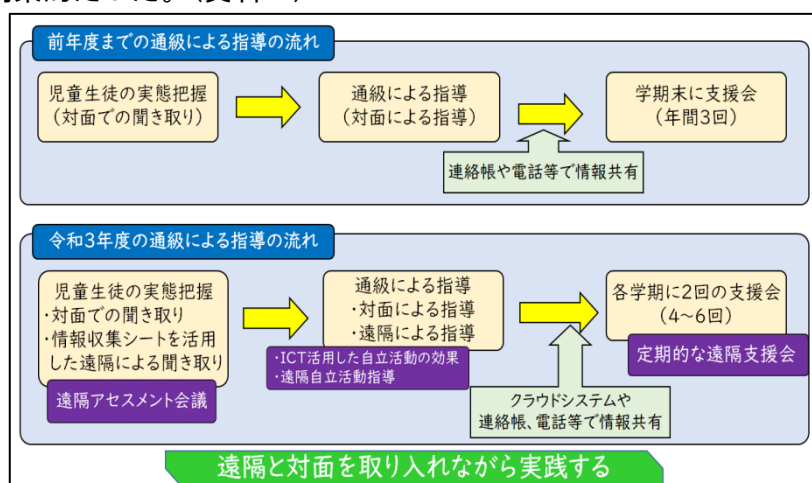 前年度までの通級による指導の流れ
児童生徒の実態把握
(対面での聞き取り)
通級による指導
(対面による指導)
学期末に支援会
(年間3回)
連絡帳や電話等で情報共有
令和3年度の通級による指導の流れ
児童生徒の実態把握
・対面での聞き取り
・情報収集シートを活用
した遠隔による聞き取り
遠隔アセスメント会議
通級による指導
・対面による指導
・遠隔による指導
・ICT活用した自立活動の効果
・遠隔自立活動指導
各学期に2回の支援会
(4~6回)
定期的な遠隔支援会
クラウドシステムや
連絡帳、電話等で情報共有
遠隔と対面を取り入れながら実践する